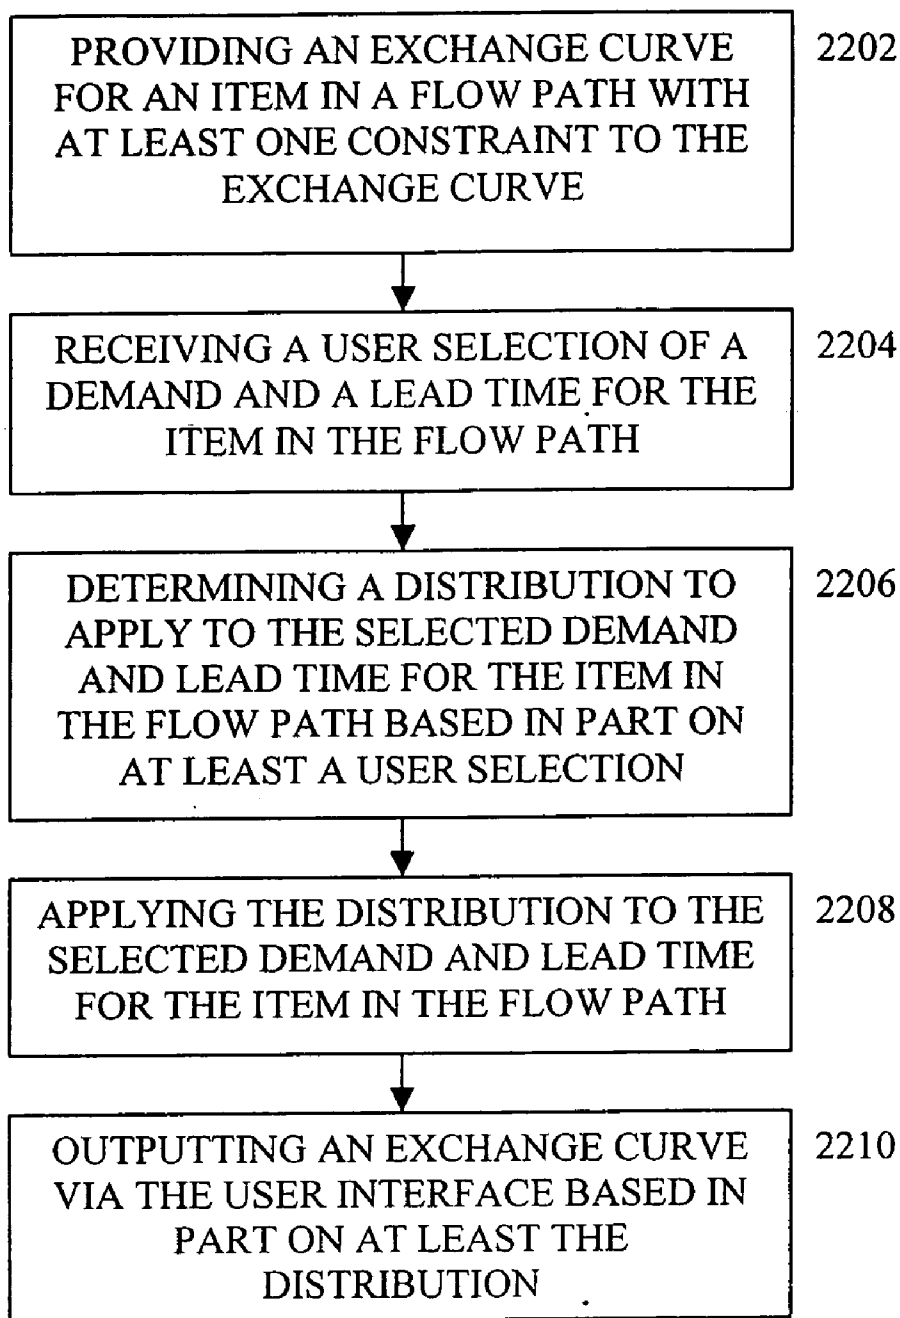 PROVIDING AN EXCHANGE CURVE
FOR AN ITEM IN A FLOW PATH WITH
AT LEAST ONE CONSTRAINT TO THE
EXCHANGE CURVE
2202
RECEIVING A USER SELECTION OF A
DEMAND AND A LEAD TIME FOR THE
ITEM IN THE FLOW PATH
2204
DETERMINING A DISTRIBUTION TO
APPLY TO THE SELECTED DEMAND
AND LEAD TIME FOR THE ITEM IN
THE FLOW PATH BASED IN PART ON
AT LEAST A USER SELECTION
2206
APPLYING THE DISTRIBUTION TO THE
SELECTED DEMAND AND LEAD TIME
FOR THE ITEM IN THE FLOW PATH
2208
OUTPUTTING AN EXCHANGE CURVE
VIA THE USER INTERFACE BASED IN
PART ON AT LEAST THE
DISTRIBUTION
2210